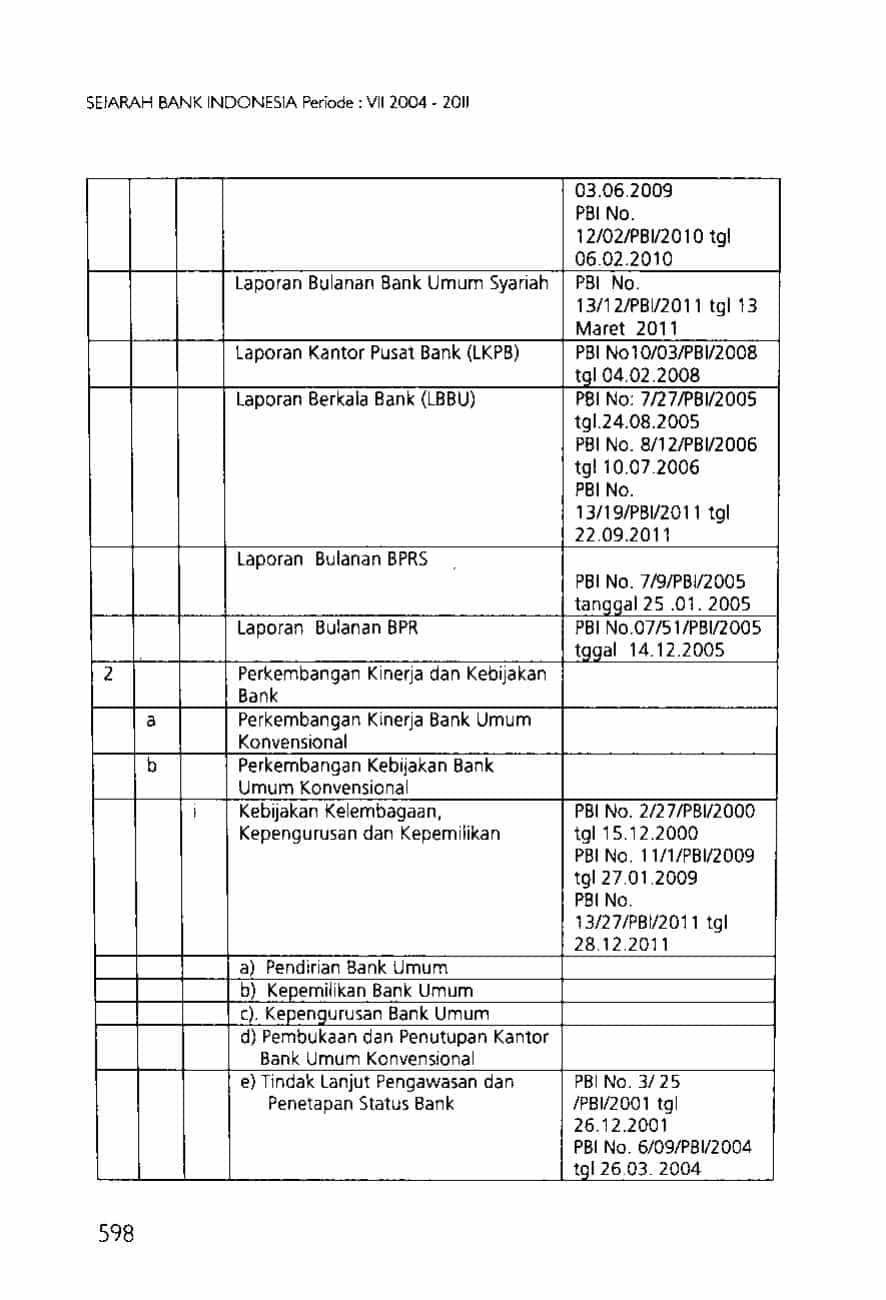 SEJARAH BANK INDONESIA Periode : VII 2004 - 2011
03.06.2009
PBI No.
12/02/PBI/2010 tgl
06.02.2010
Laporan Bulanan Bank Umum Syariah
PBI No.
13/12/PBI/2011 tgl 13
Maret 2011
Laporan Kantor Pusat Bank (LKPB)
PBI No10/03/PBI/2008
tgl 04.02.2008
Laporan Berkala Bank (LBBU)
PBI No: 7/27/PBI/2005
tgl.24.08.2005
PBI No. 8/12/PBI/2006
tgl 10.07.2006
PBI No.
13/19/PBI/2011 tgl
22.09.2011
Laporan Bulanan BPRS
PBI No. 7/9/PBI/2005
tanggal 25 .01. 2005
Laporan Bulanan BPR
PBI No.07/51/PBI/2005
tggal 14.12.2005
2 Perkembangan Kinerja dan Kebijakan
Bank
a Perkembangan Kinerja Bank Umum
Konvensional
b Perkembangan Kebijakan Bank
Umum Konvensional
i Kebijakan Kelembagaan,
Kepengurusan dan Kepemilikan
PBI No. 2/27/PBI/2000
tgl 15.12.2000
PBI No. 11/1/PBI/2009
tgl 27.01.2009
PBI No.
13/27/PBI/2011 tgl
28.12.2011
a) Pendirian Bank Umum
b) Kepemilikan Bank Umum
c). Kepengurusan Bank Umum
d) Pembukaan dan Penutupan Kantor
Bank Umum Konvensional
e) Tindak Lanjut Pengawasan dan
Penetapan Status Bank
PBI No. 3/ 25
/PBI/2001 tgl
26.12.2001
PBI No. 6/09/PBI/2004
tgl 26.03. 2004
598